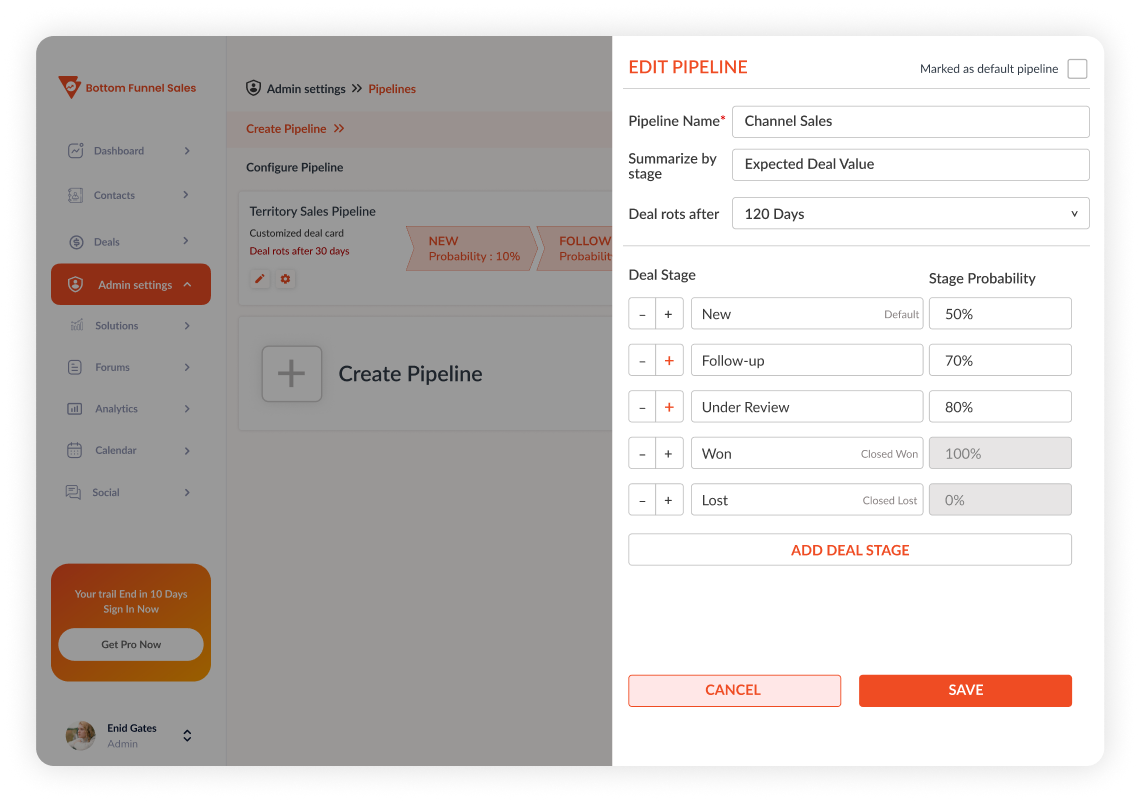 Bottom Funnel Sales
Dashboard
Contacts
Deals
Admin settings
Solutions
Forums
Analytics
Calendar
Social
Your trail End in 10 Days
Sign In Now
Get Pro Now
Enid Gates
Admin
Admin settings >> Pipelines
Create Pipeline >>
Configure Pipeline
Territory Sales Pipeline
Customized deal card
Deal rots after 30 days
NEW
Probability : 10%
FOLLOW
Probabilit
Create Pipeline
EDIT PIPELINE
Marked as default pipeline
Pipeline Name* Channel Sales
Summarize by
stage
Expected Deal Value
Deal rots after 120 Days
Deal Stage Stage Probability
- + New Default 50%
- + Follow-up 70%
- + Under Review 80%
- + Won Closed Won 100%
- + Lost Closed Lost 0%
ADD DEAL STAGE
CANCEL SAVE